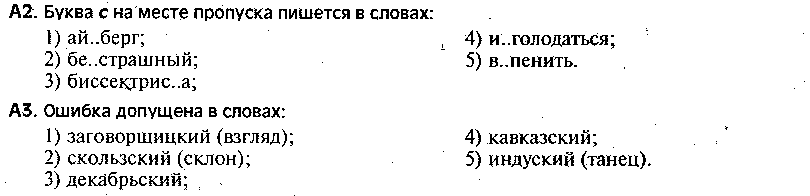 А2. Буква с на месте пропуска пишется в словах:
1) ай..берг; 4) и..голодаться;
2) бе..страшный; 5) в..пенить.
3) биссектрис..а;
А3. Ошибка допущена в словах:
1) заговорщицкий (взгляд); 4) кавказский;
2) скользский (склон); 5) индуский (танец).
3) декабрьский;